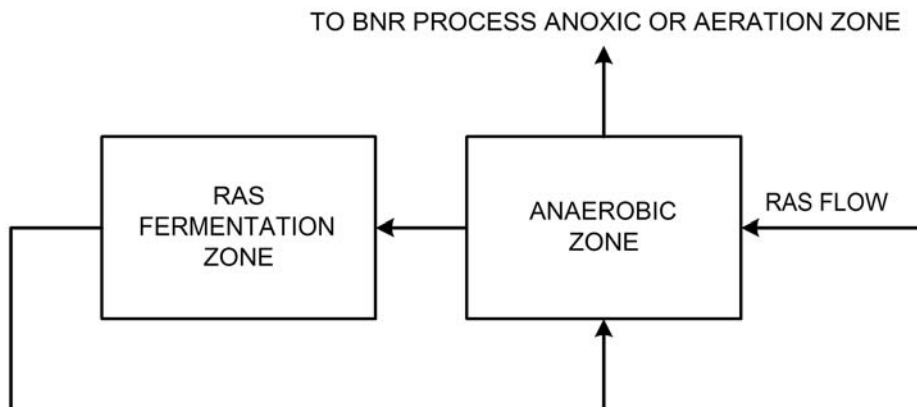 TO BNR PROCESS ANOXIC OR AERATION ZONE
RAS
FERMENTATION
ZONE
ANAEROBIC
ZONE
RAS FLOW